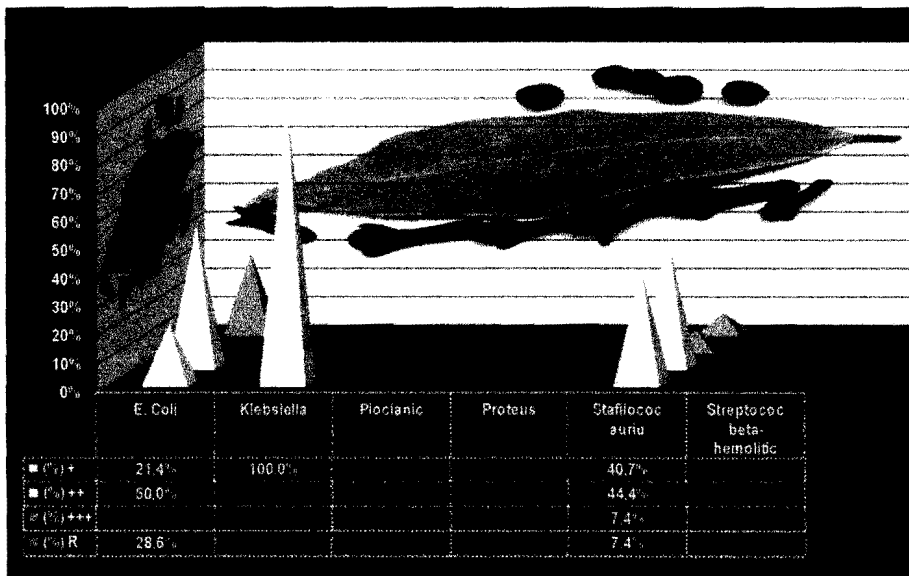 100%
90%
80%
70%
60%
50%
40%
30%
20%
10%
0%
E. Coli Klebsiella Piocianic Proteus Stafilococ auriu Streptococ beta-hemolitic
(%) + 21.4% 100.0% 40.7%
(%) ++ 50.0% 44.4%
(%) +++ 7.4%
(%) R 28.6% 7.4%